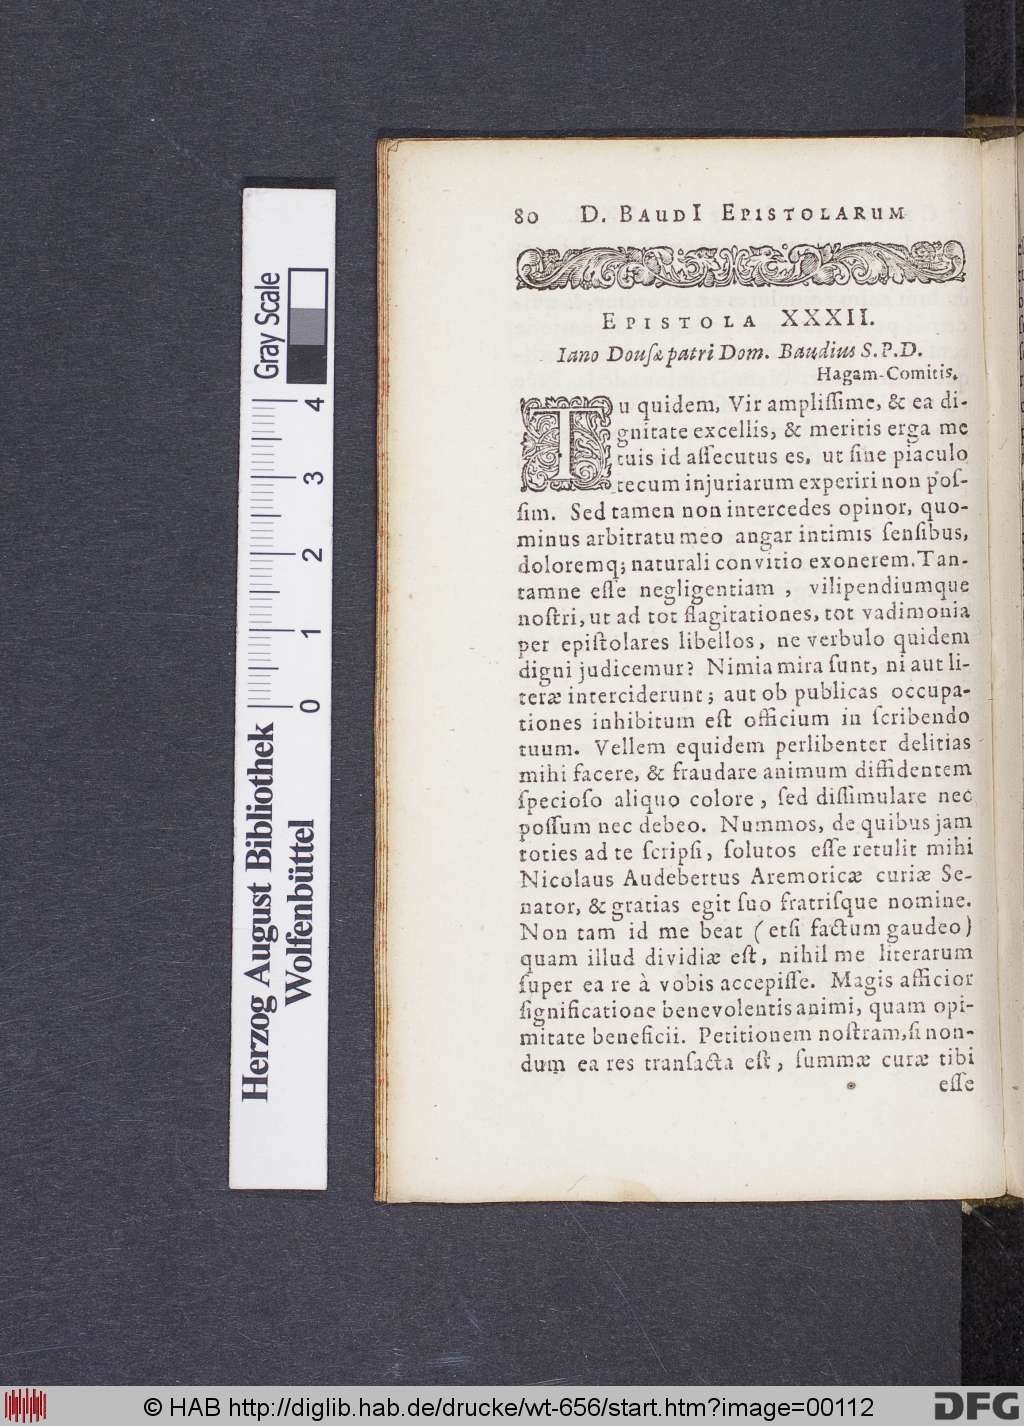 80 D. BAUDI EPISTOLARUM
EPISTOLA XXXII.
Iano Douſæ patri Dom. Baudius S.P.D.
Hagam-Comitis.
Tu quidem, Vir ampliſſime, & ea di-
gnitate excellis, & meritis erga me
tuis id aſſecutus es, ut ſine piaculo
tecum injuriarum experiri non poſ-
ſim. Sed tamen non intercedes opinor, quo-
minus arbitratu meo angar intimis ſenſibus,
doloremq; naturali convitio exonerem. Tan-
tamne eſſe negligentiam, vilipendiumque
noſtri, ut ad tot flagitationes, tot vadimonia
per epiſtolares libellos, ne verbulo quidem
digni judicemur? Nimia mira ſunt, ni aut li-
teræ interciderunt; aut ob publicas occupa-
tiones inhibitum eſt officium in ſcribendo
tuum. Vellem equidem perlibenter delitias
mihi facere, & fraudare animum diffidentem
ſpecioſo aliquo colore, ſed diſſimulare nec
poſſum nec debeo. Nummos, de quibus jam
toties ad te ſcripſi, ſolutos eſſe retulit mihi
Nicolaus Audebertus Aremoricæ curiæ Se-
nator, & gratias egit ſuo fratriſque nomine.
Non tam id me beat (etſi factum gaudeo)
quam illud dividiæ eſt, nihil me literarum
ſuper ea re à vobis accepiſſe. Magis afficior
ſignificatione benevolentis animi, quam opi-
mitate beneficii. Petitionem noſtram, ſi non-
dum ea res tranſacta eſt, ſummæ curæ tibi
eſſe
Gray Scale
4
3
2
1
0
Herzog August Bibliothek
Wolfenbüttel
© HAB http://diglib.hab.de/drucke/wt-656/start.htm?image=00112
DFG